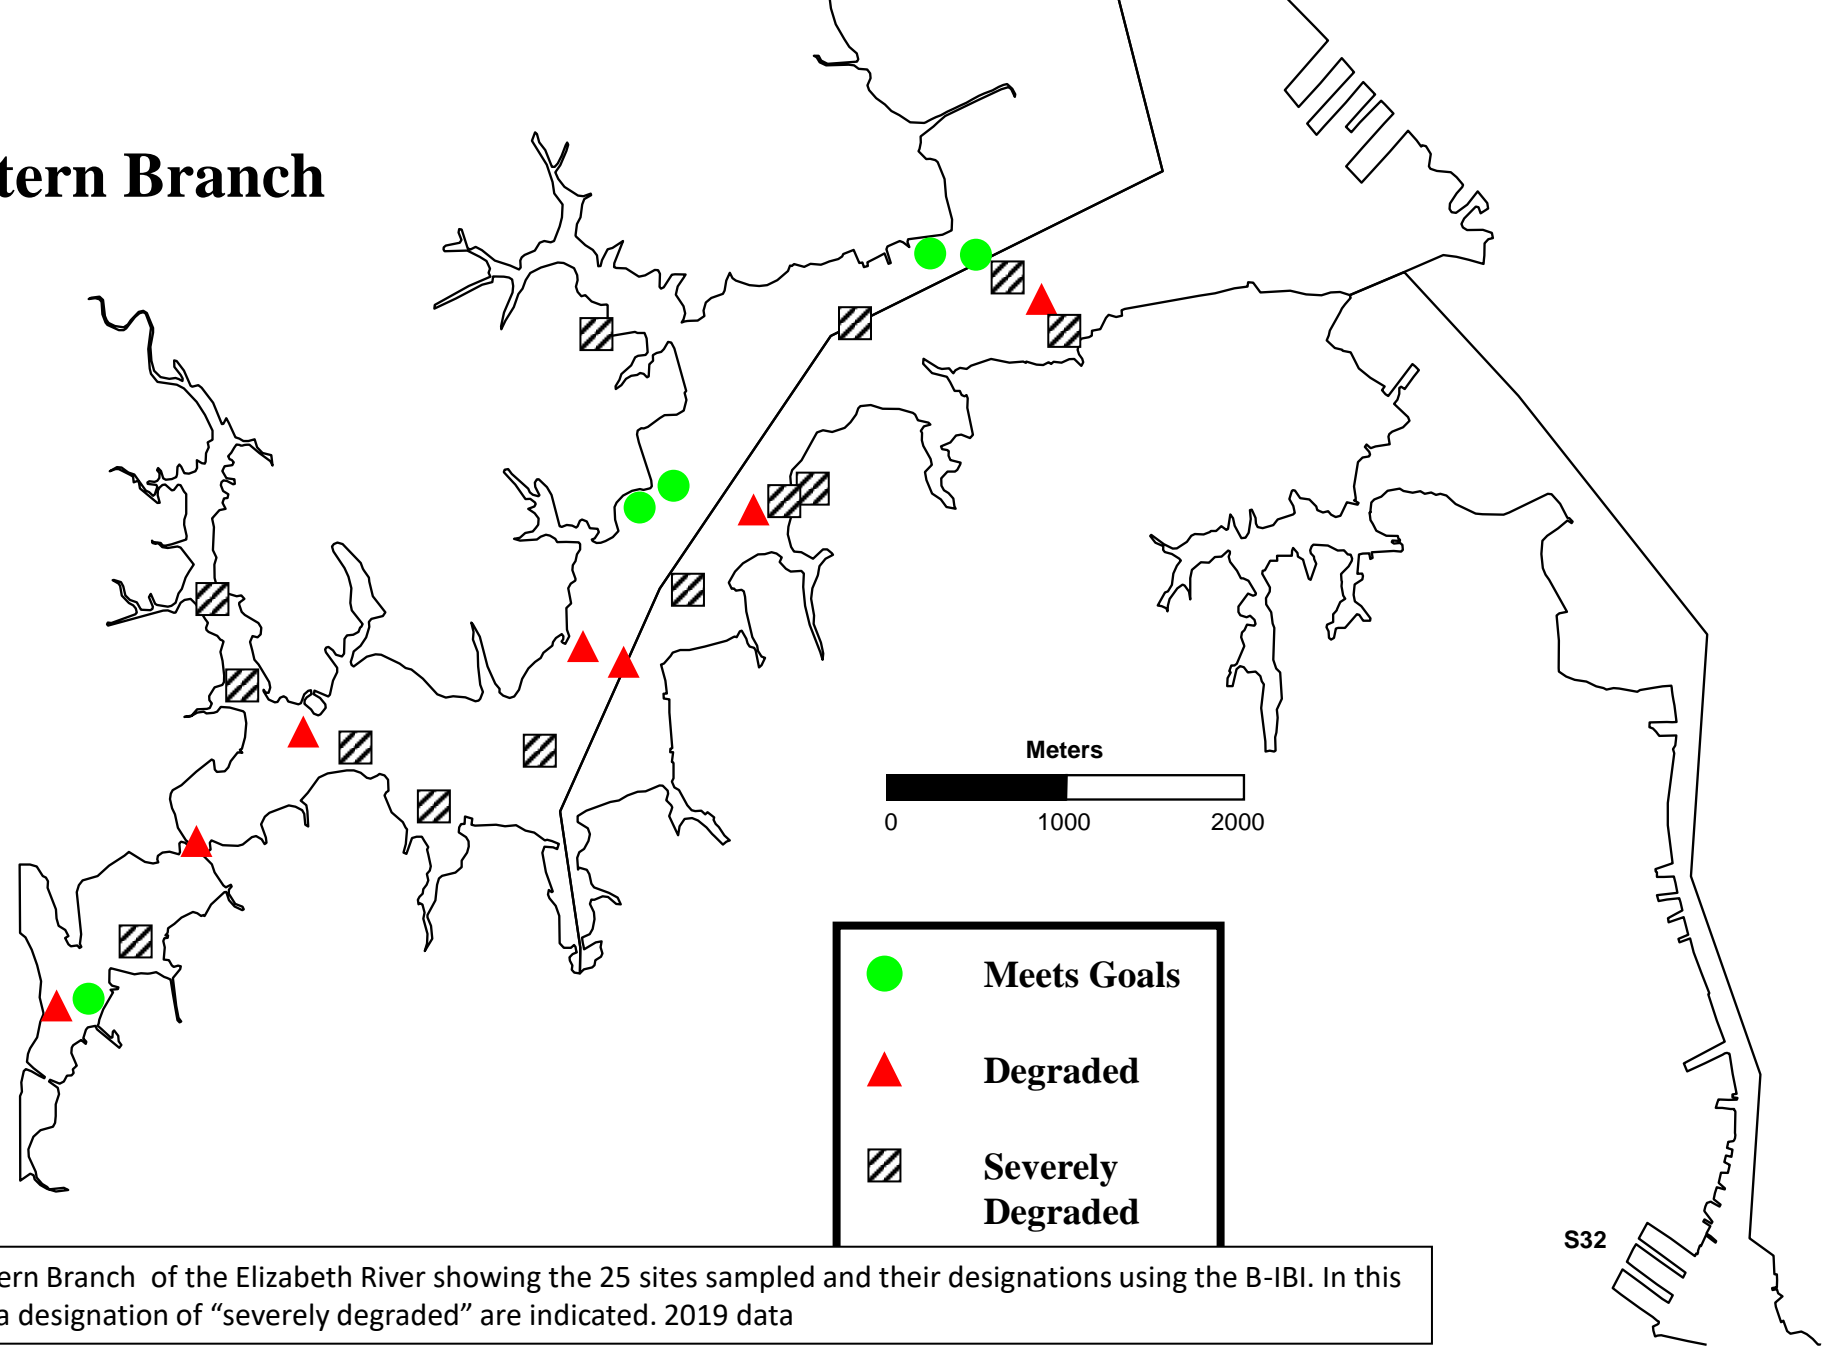 tern Branch
Meters
0 1000 2000
Meets Goals
Degraded
Severely
Degraded
S32
ern Branch of the Elizabeth River showing the 25 sites sampled and their designations using the B-IBI. In this
a designation of “severely degraded” are indicated. 2019 data